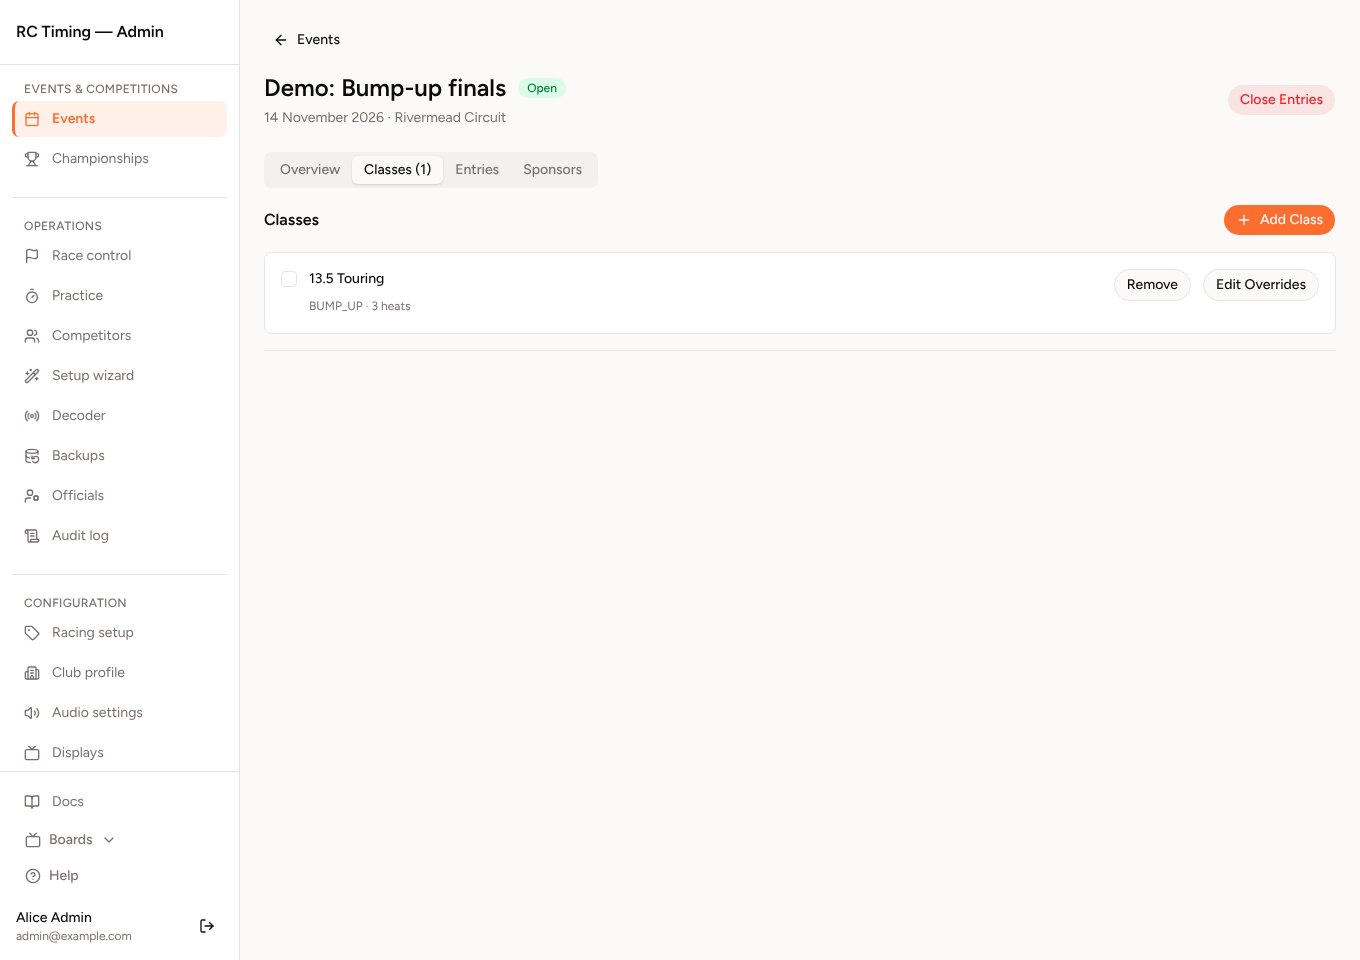 RC Timing — Admin
EVENTS & COMPETITIONS
Events
Championships
OPERATIONS
Race control
Practice
Competitors
Setup wizard
Decoder
Backups
Officials
Audit log
CONFIGURATION
Racing setup
Club profile
Audio settings
Displays
Docs
Boards
Help
Alice Admin
admin@example.com
Events
Demo: Bump-up finals Open
14 November 2026 · Rivermead Circuit
Close Entries
Overview Classes (1) Entries Sponsors
Classes
Add Class
13.5 Touring
BUMP_UP · 3 heats
Remove Edit Overrides